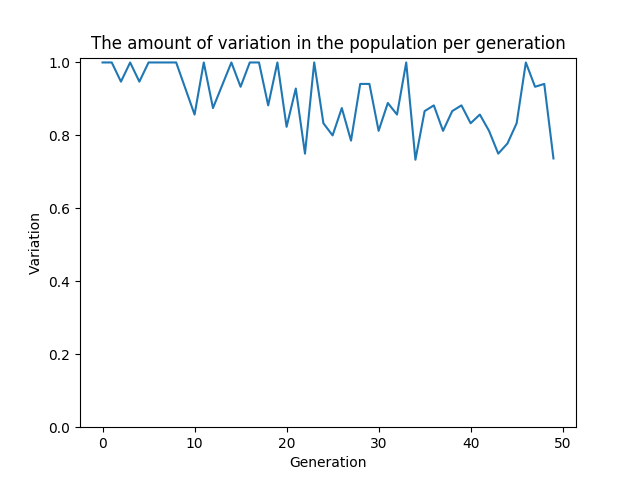 The amount of variation in the population per generation
1.0
0.8
0.6
0.4
0.2
0.0
Variation
0 10 20 30 40 50
Generation